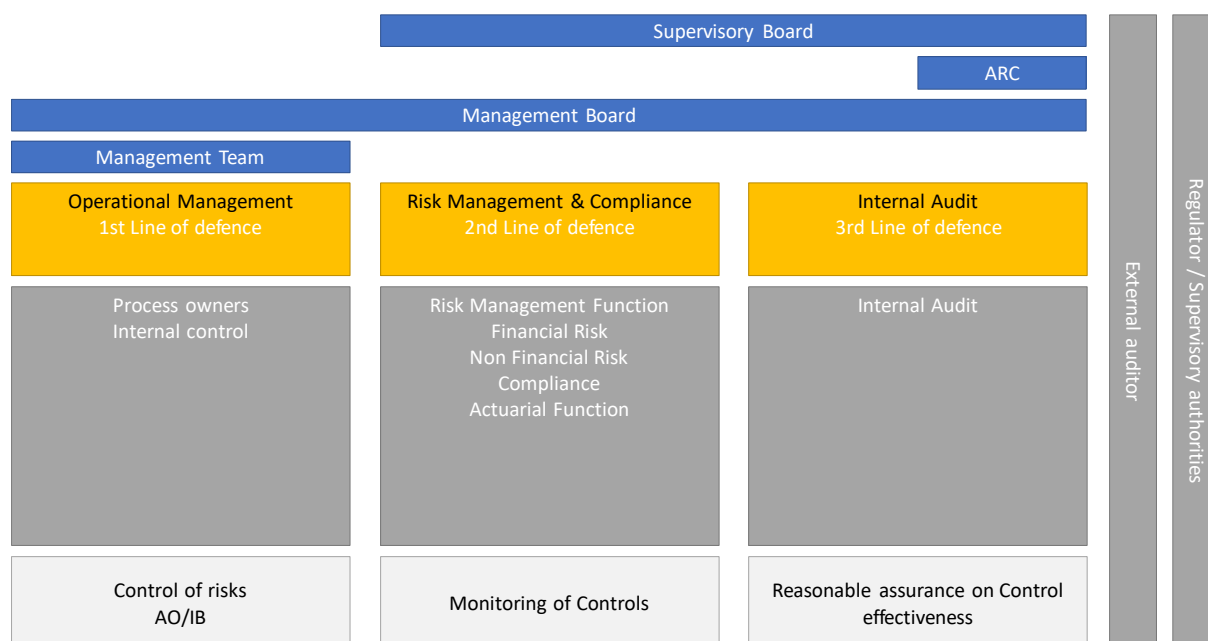 Supervisory Board
ARC
Management Board
Management Team
Operational Management
1st Line of defence
Risk Management & Compliance
2nd Line of defence
Internal Audit
3rd Line of defence
Process owners
Internal control
Risk Management Function
Financial Risk
Non Financial Risk
Compliance
Actuarial Function
Internal Audit
Control of risks
AO/IB
Monitoring of Controls
Reasonable assurance on Control
effectiveness
External auditor
Regulator / Supervisory authorities